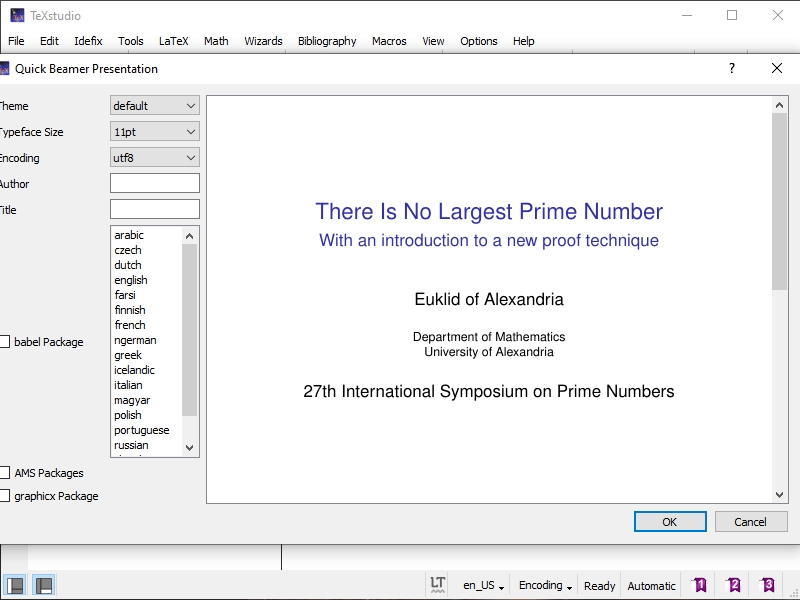 TeXstudio
File Edit Idefix Tools LaTeX Math Wizards Bibliography Macros View Options Help
Quick Beamer Presentation
?
Theme default
Typeface Size 11pt
Encoding utf8
Author
Title
arabic
czech
dutch
english
farsi
finnish
french
ngerman
greek
icelandic
italian
magyar
polish
portuguese
russian
babel Package
AMS Packages
graphicx Package
There Is No Largest Prime Number
With an introduction to a new proof technique
Euklid of Alexandria
Department of Mathematics
University of Alexandria
27th International Symposium on Prime Numbers
OK Cancel
LT en_US Encoding Ready Automatic 1 2 3